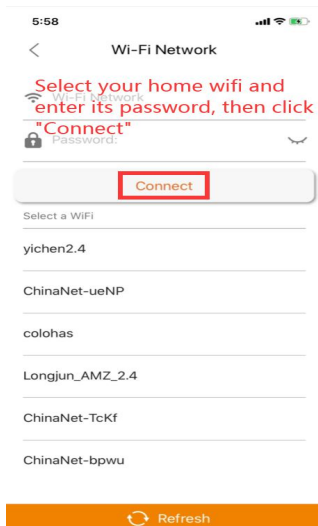 5:58
Wi-Fi Network
Select your home wifi and
Wi-Fi Network
enter its password, then click
"Connect"
Password:
Connect
Select a WiFi
yichen2.4
ChinaNet-ueNP
colohas
Longjun_AMZ_2.4
ChinaNet-TcKf
ChinaNet-bpwu
Refresh